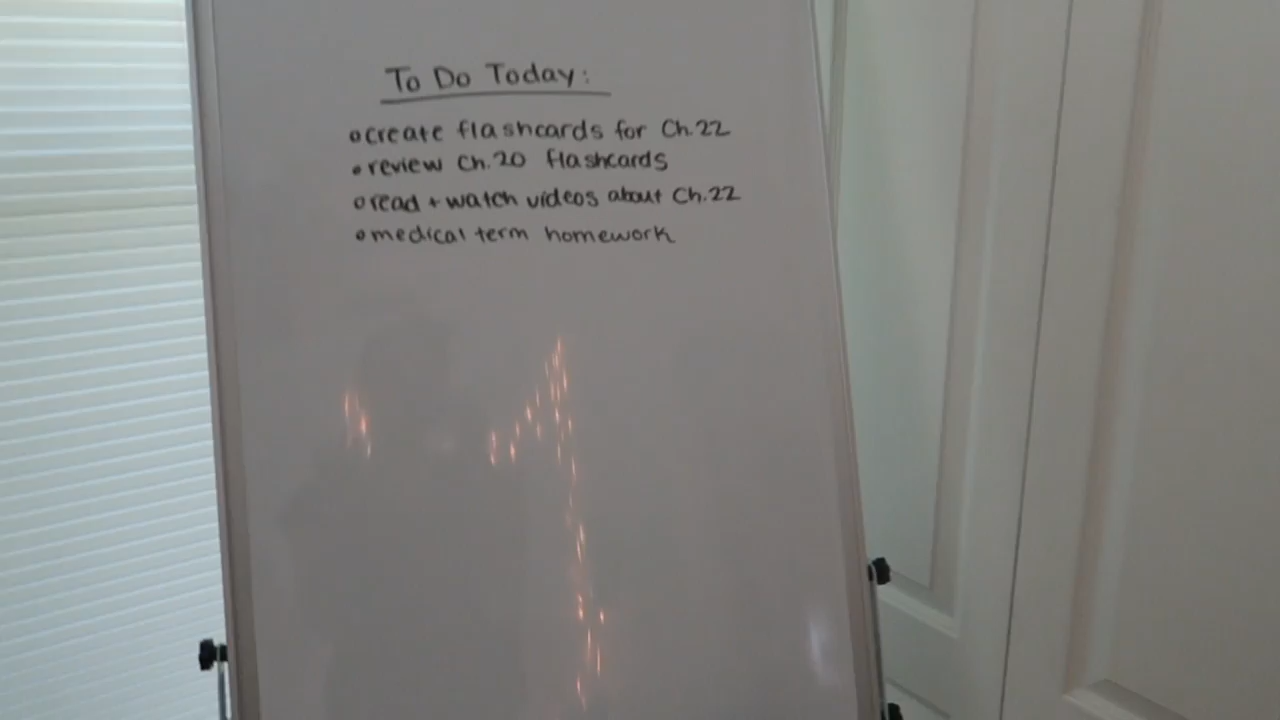 To Do Today:
• create flashcards for Ch.22
• review Ch.20 flashcards
• read + watch videos about Ch.22
• medical term homework